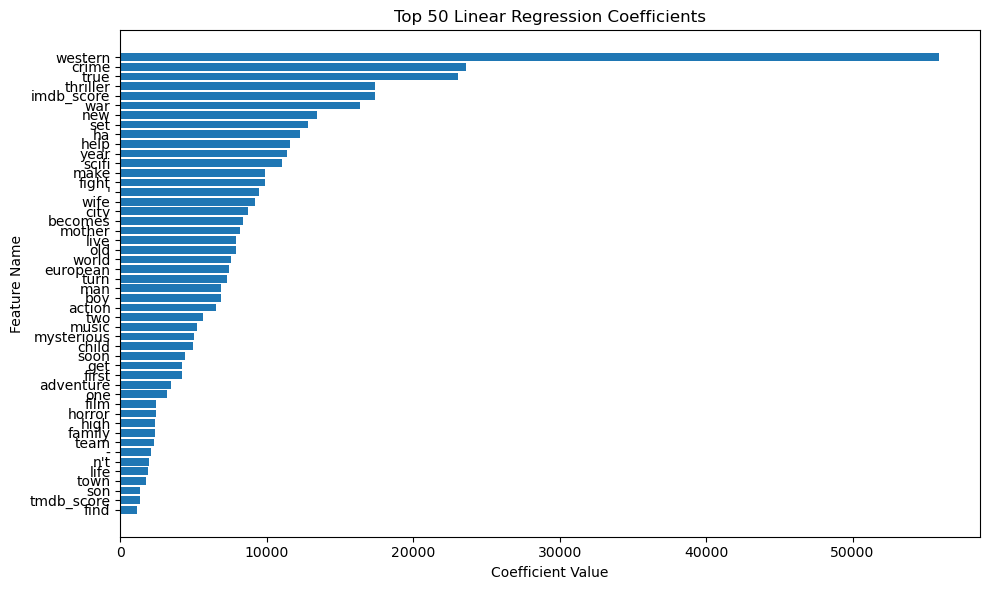 Top 50 Linear Regression Coefficients
western
crime
true
thriller
imdb_score
war
new
set
ha
help
year
scifi
make
fight
'
wife
city
becomes
mother
live
old
world
european
turn
man
boy
action
two
music
mysterious
child
soon
get
first
adventure
one
film
horror
high
family
team
-
n't
life
town
son
tmdb_score
find
Feature Name
0 10000 20000 30000 40000 50000
Coefficient Value